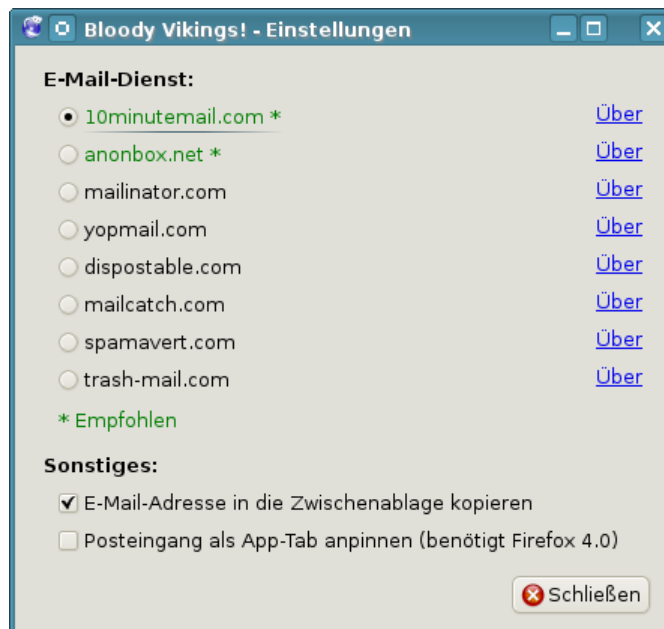 Bloody Vikings! - Einstellungen
E-Mail-Dienst:
10minutemail.com * Über
anonbox.net * Über
mailinator.com Über
yopmail.com Über
dispostable.com Über
mailcatch.com Über
spamavert.com Über
trash-mail.com Über
* Empfohlen
Sonstiges:
E-Mail-Adresse in die Zwischenablage kopieren
Posteingang als App-Tab anpinnen (benötigt Firefox 4.0)
Schließen